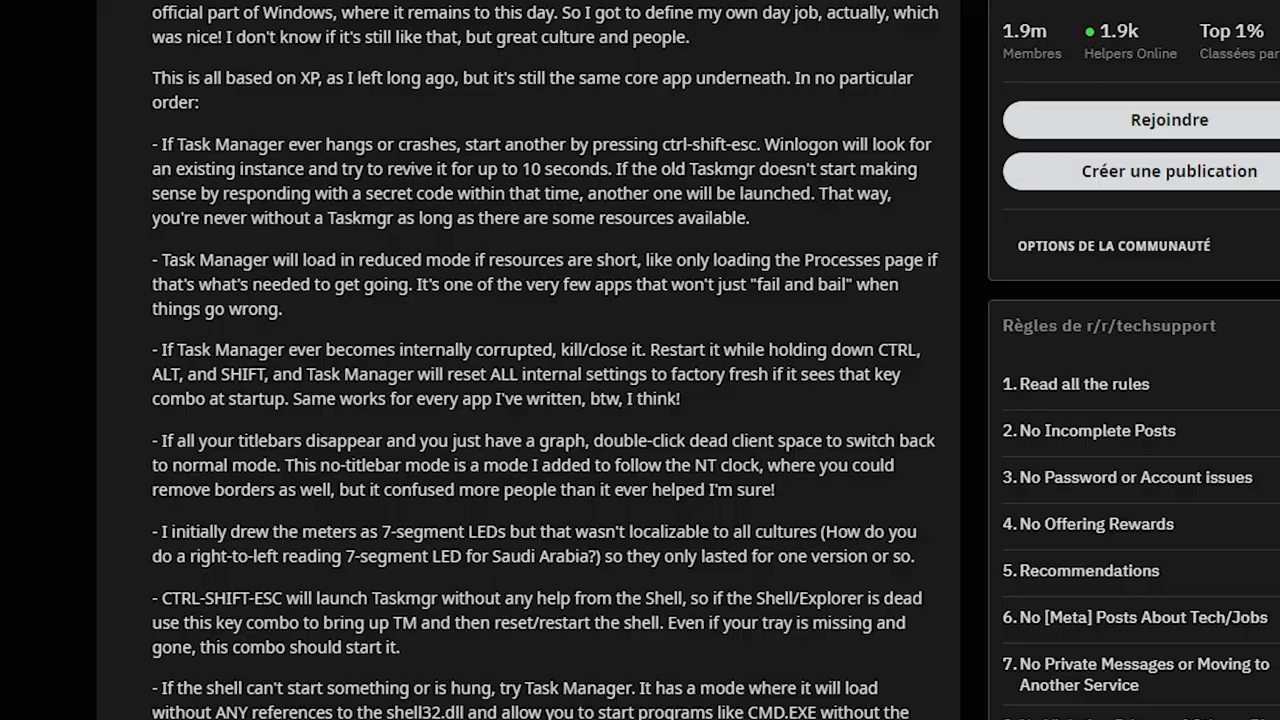 official part of Windows, where it remains to this day. So I got to define my own day job, actually, which
was nice! I don't know if it's still like that, but great culture and people.
This is all based on XP, as I left long ago, but it's still the same core app underneath. In no particular
order:
- If Task Manager ever hangs or crashes, start another by pressing ctrl-shift-esc. Winlogon will look for
an existing instance and try to revive it for up to 10 seconds. If the old Taskmgr doesn't start making
sense by responding with a secret code within that time, another one will be launched. That way,
you're never without a Taskmgr as long as there are some resources available.
- Task Manager will load in reduced mode if resources are short, like only loading the Processes page if
that's what's needed to get going. It's one of the very few apps that won't just "fail and bail" when
things go wrong.
- If Task Manager ever becomes internally corrupted, kill/close it. Restart it while holding down CTRL,
ALT, and SHIFT, and Task Manager will reset ALL internal settings to factory fresh if it sees that key
combo at startup. Same works for every app I've written, btw, I think!
- If all your titlebars disappear and you just have a graph, double-click dead client space to switch back
to normal mode. This no-titlebar mode is a mode I added to follow the NT clock, where you could
remove borders as well, but it confused more people than it ever helped I'm sure!
- I initially drew the meters as 7-segment LEDs but that wasn't localizable to all cultures (How do you
do a right-to-left reading 7-segment LED for Saudi Arabia?) so they only lasted for one version or so.
- CTRL-SHIFT-ESC will launch Taskmgr without any help from the Shell, so if the Shell/Explorer is dead
use this key combo to bring up TM and then reset/restart the shell. Even if your tray is missing and
gone, this combo should start it.
- If the shell can't start something or is hung, try Task Manager. It has a mode where it will load
without ANY references to the shell32.dll and allow you to start programs like CMD.EXE without the
1.9m 1.9k Top 1%
Membres Helpers Online Classées par
Rejoindre
Créer une publication
OPTIONS DE LA COMMUNAUTÉ
Règles de r/r/techsupport
1. Read all the rules
2. No Incomplete Posts
3. No Password or Account issues
4. No Offering Rewards
5. Recommendations
6. No [Meta] Posts About Tech/Jobs
7. No Private Messages or Moving to
Another Service